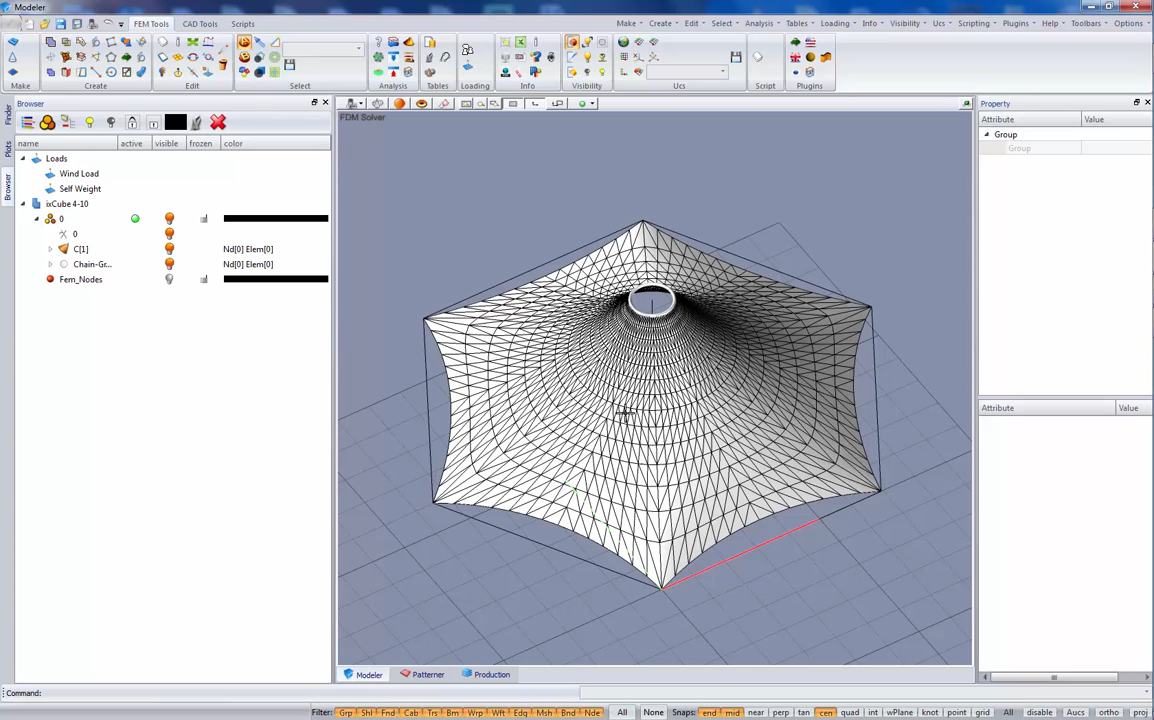 Modeler
FEM Tools CAD Tools Scripts
Make Create Edit Select Analysis Tables Loading Info Visibility Ucs Scripting Plugins Help Toolbars Options
Make Create Edit Select Analysis Tables Loading Info Visibility Ucs Script Plugins
Browser
Property
Finder
Plots
Browser
name active visible frozen color
Loads
Wind Load
Self Weight
ixCube 4-10
0
0
C[1] Nd[0] Elem[0]
Chain-Gr... Nd[0] Elem[0]
Fem_Nodes
FDM Solver
Attribute Value
Group
Group
Attribute Value
Modeler Patterner Production
Command:
Filter: Grp Shl Fnd Cab Trs Bm Wrp Wft Edg Msh Bnd Nde All None Snaps: end mid near perp tan cen quad int wPlane knot point grid All disable Aucs ortho proj